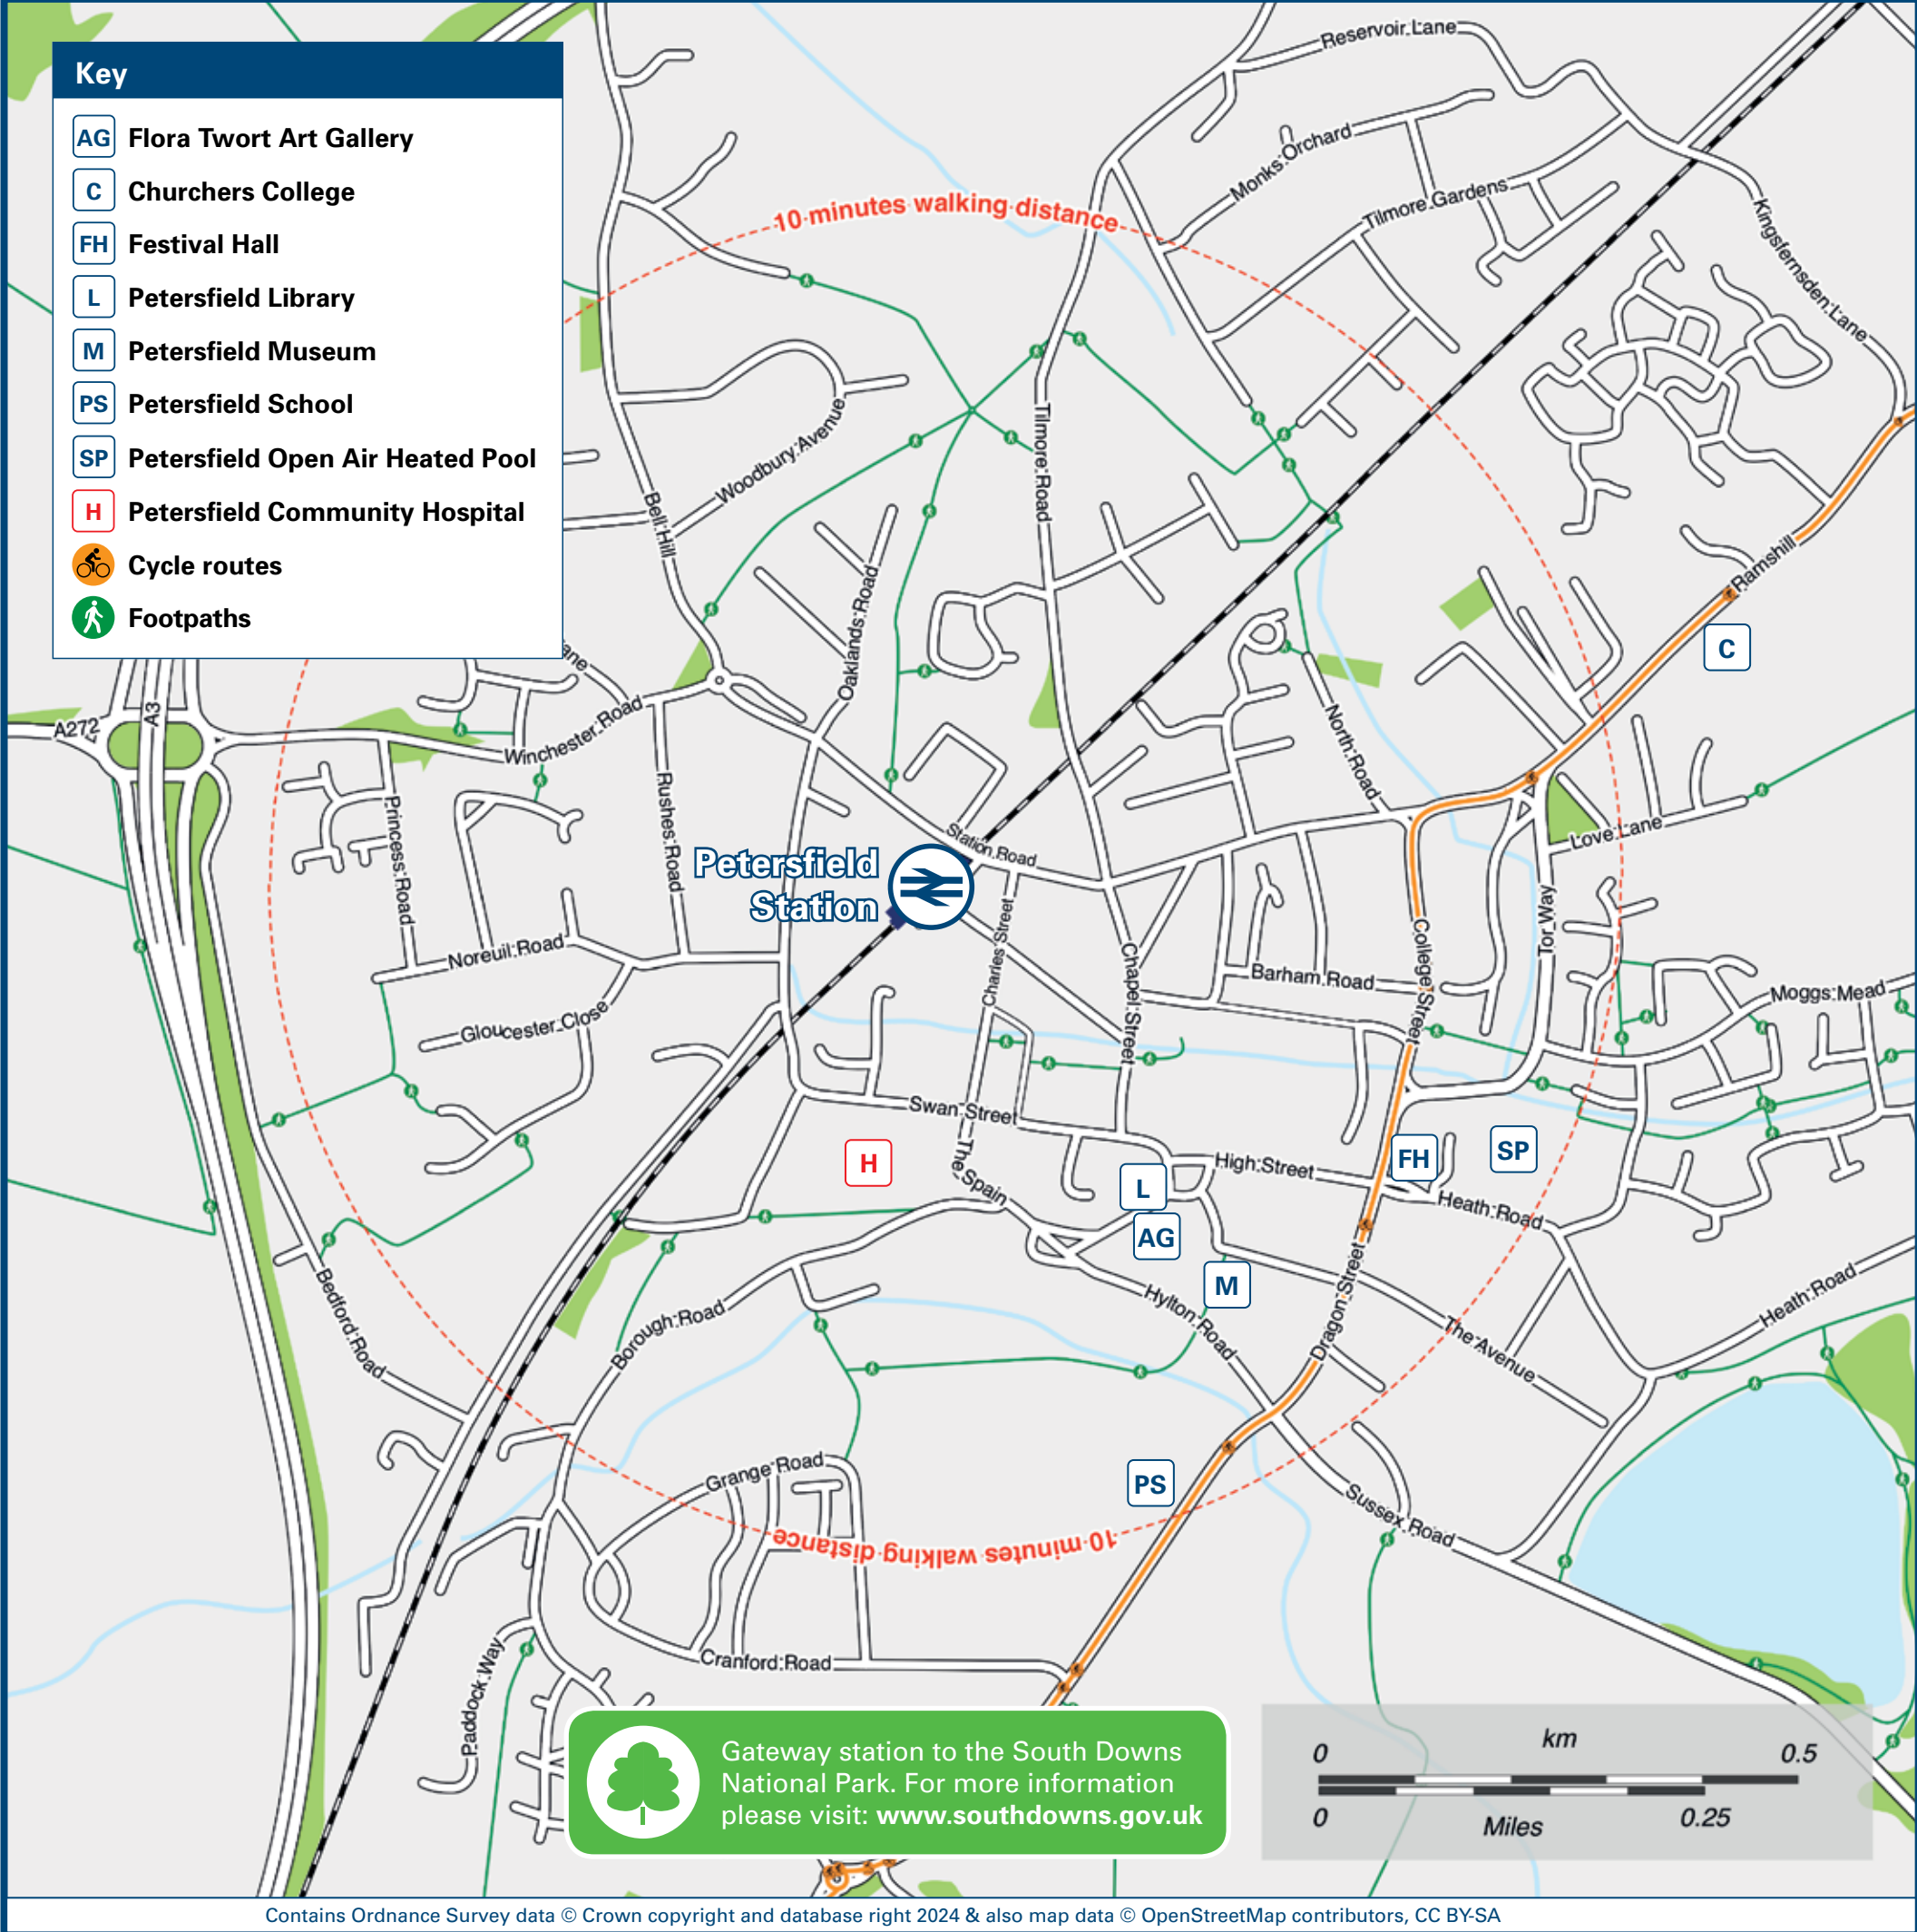 Key
AG Flora Twort Art Gallery
C Churchers College
FH Festival Hall
L Petersfield Library
M Petersfield Museum
PS Petersfield School
SP Petersfield Open Air Heated Pool
H Petersfield Community Hospital
Cycle routes
Footpaths
Reservoir Lane
Monks Orchard
Tilmore Gardens
Kingsfernsden Lane
10 minutes walking distance
Tilmore Road
Woodbury Avenue
Bell Hill
Oaklands Road
Ramshill
C
ane
A272
A3
Winchester Road
North Road
Princess Road
Rushes Road
Station Road
Love Lane
Petersfield
Station
Charles Street
Chapel Street
College Street
Tor Way
Noreuil Road
Barham Road
Moggs Mead
Gloucester Close
Swan Street
H
The Spain
High Street
FH
SP
L
Heath Road
AG
M
Bedford Road
Borough Road
Hylton Road
Dragon Street
The Avenue
Heath Road
Grange Road
PS
Sussex Road
10 minutes walking distance
Cranford Road
Paddock Way
Gateway station to the South Downs
National Park. For more information
please visit: www.southdowns.gov.uk
km
0 0.5
0 0.25
Miles
Contains Ordnance Survey data © Crown copyright and database right 2024 & also map data © OpenStreetMap contributors, CC BY-SA